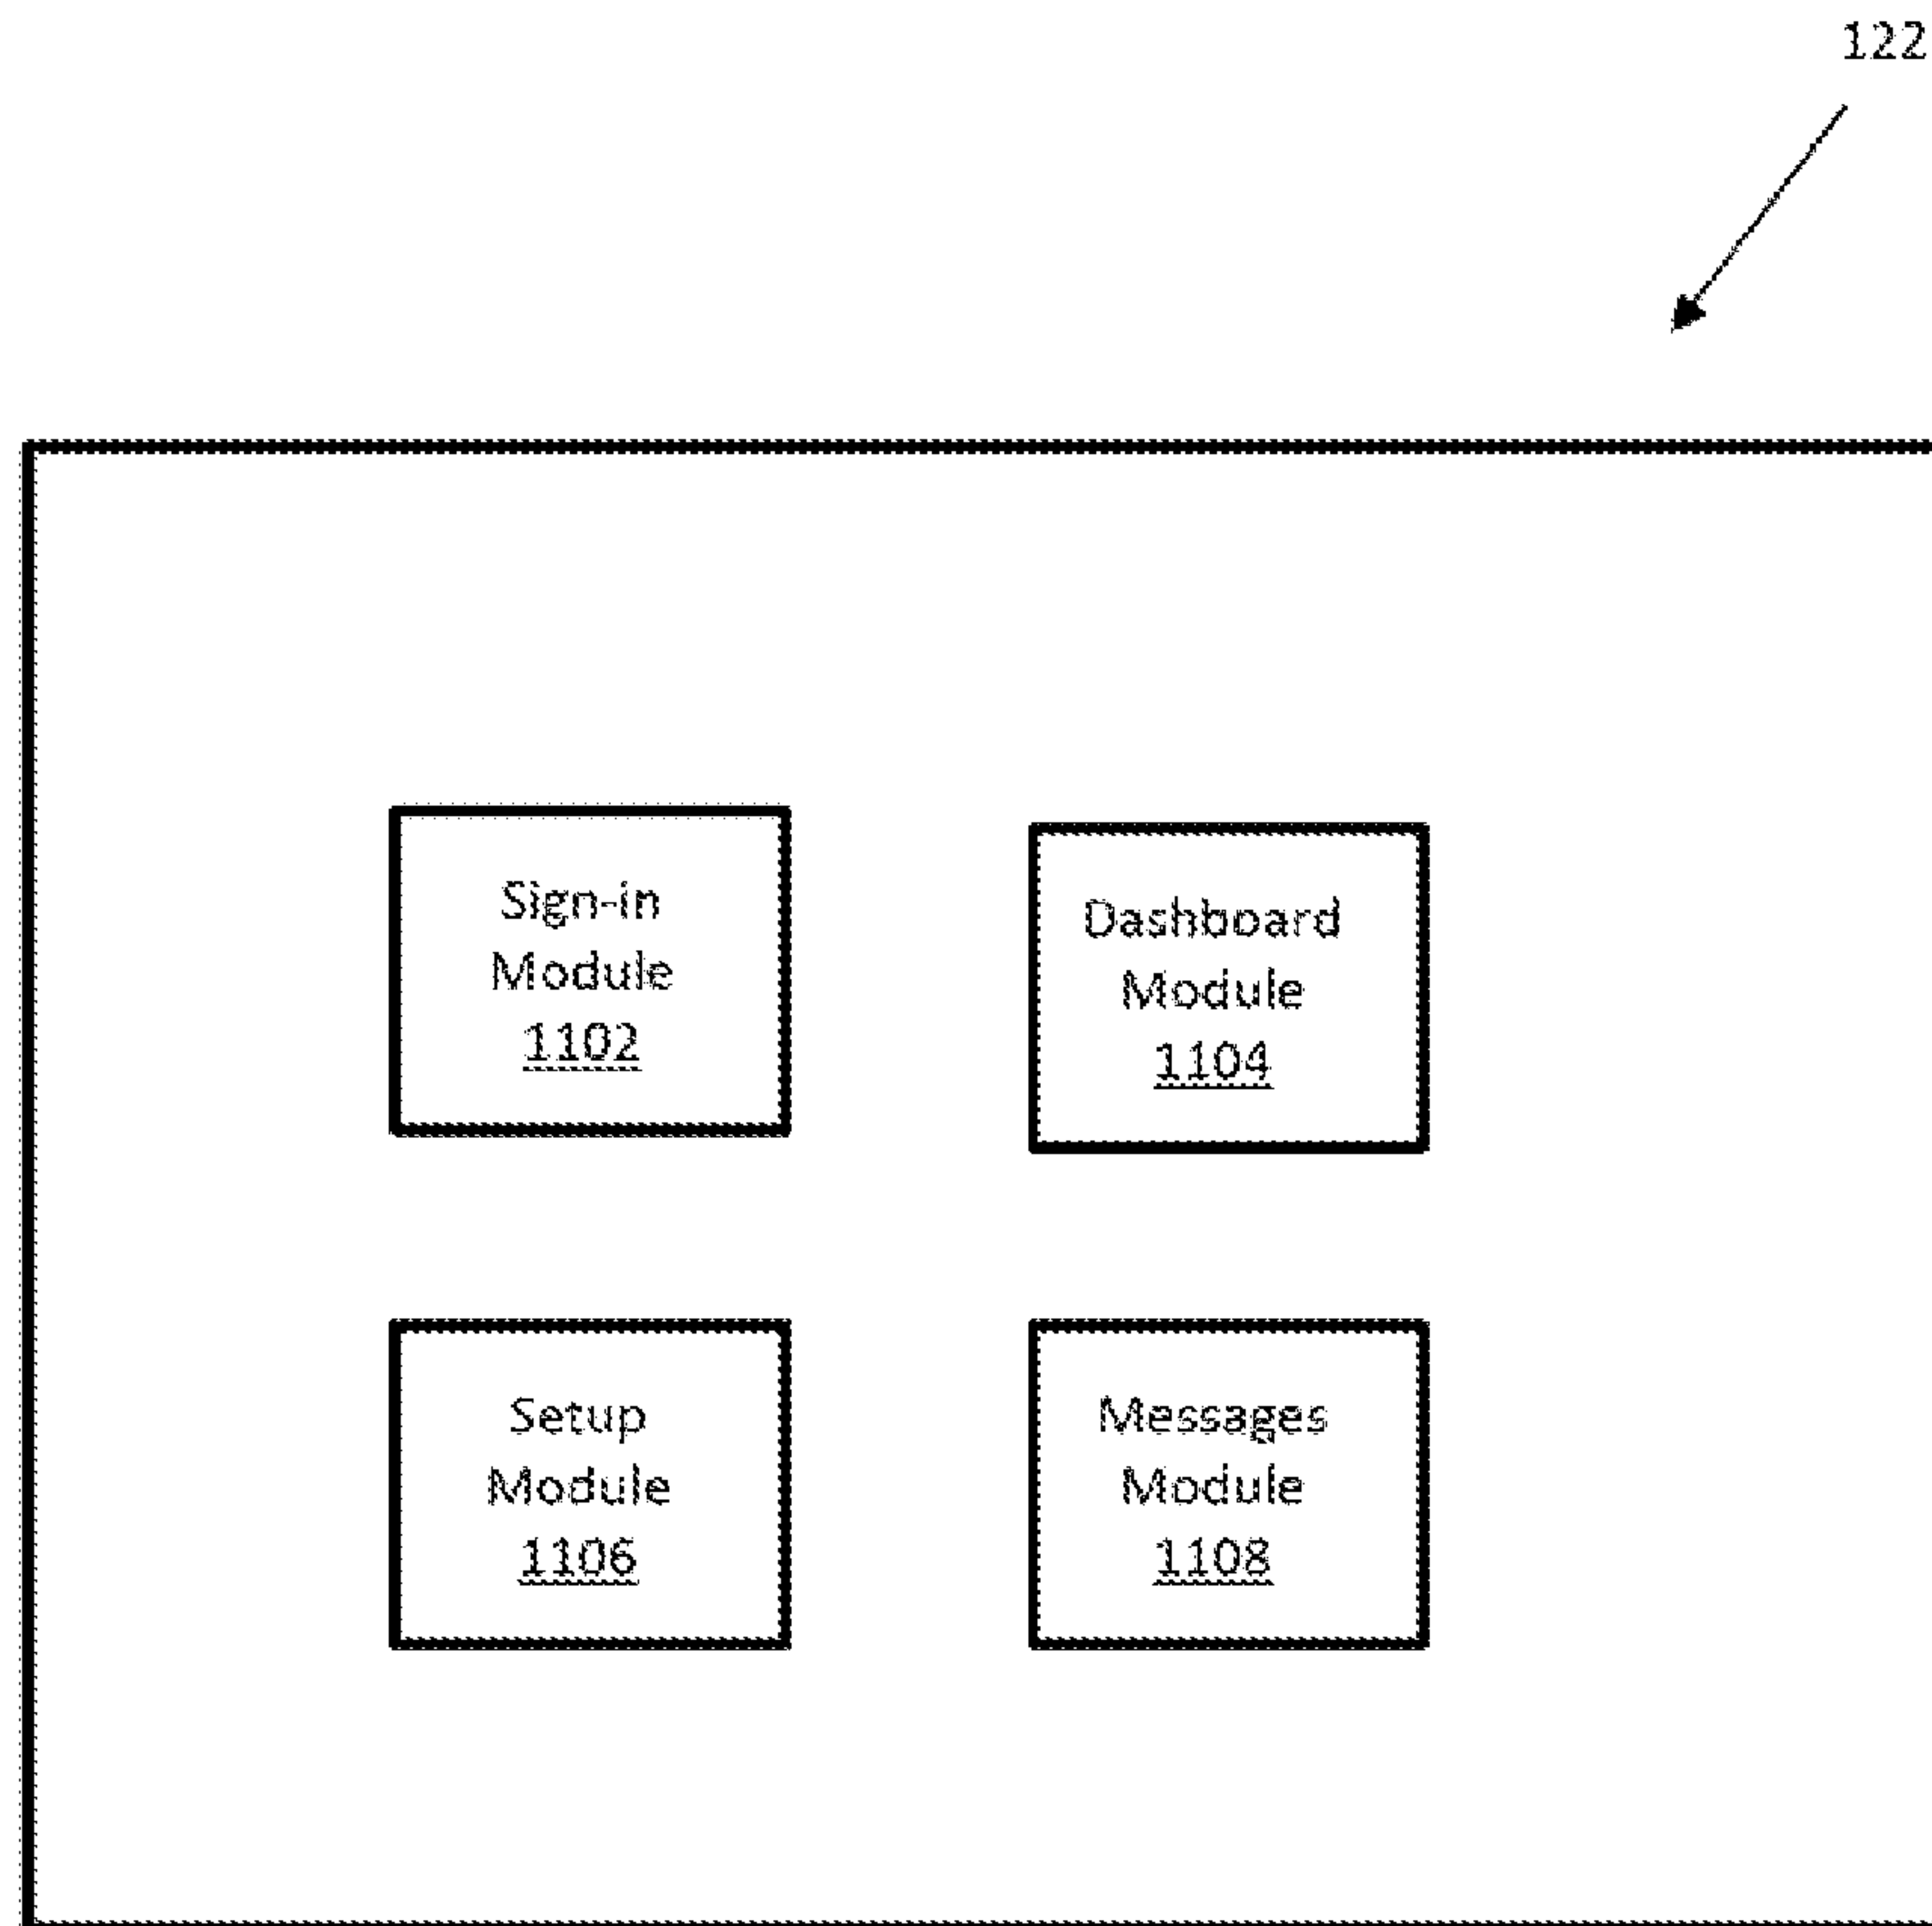 122
Sign-in
Module
1102
Dashboard
Module
1104
Setup
Module
1106
Messages
Module
1108